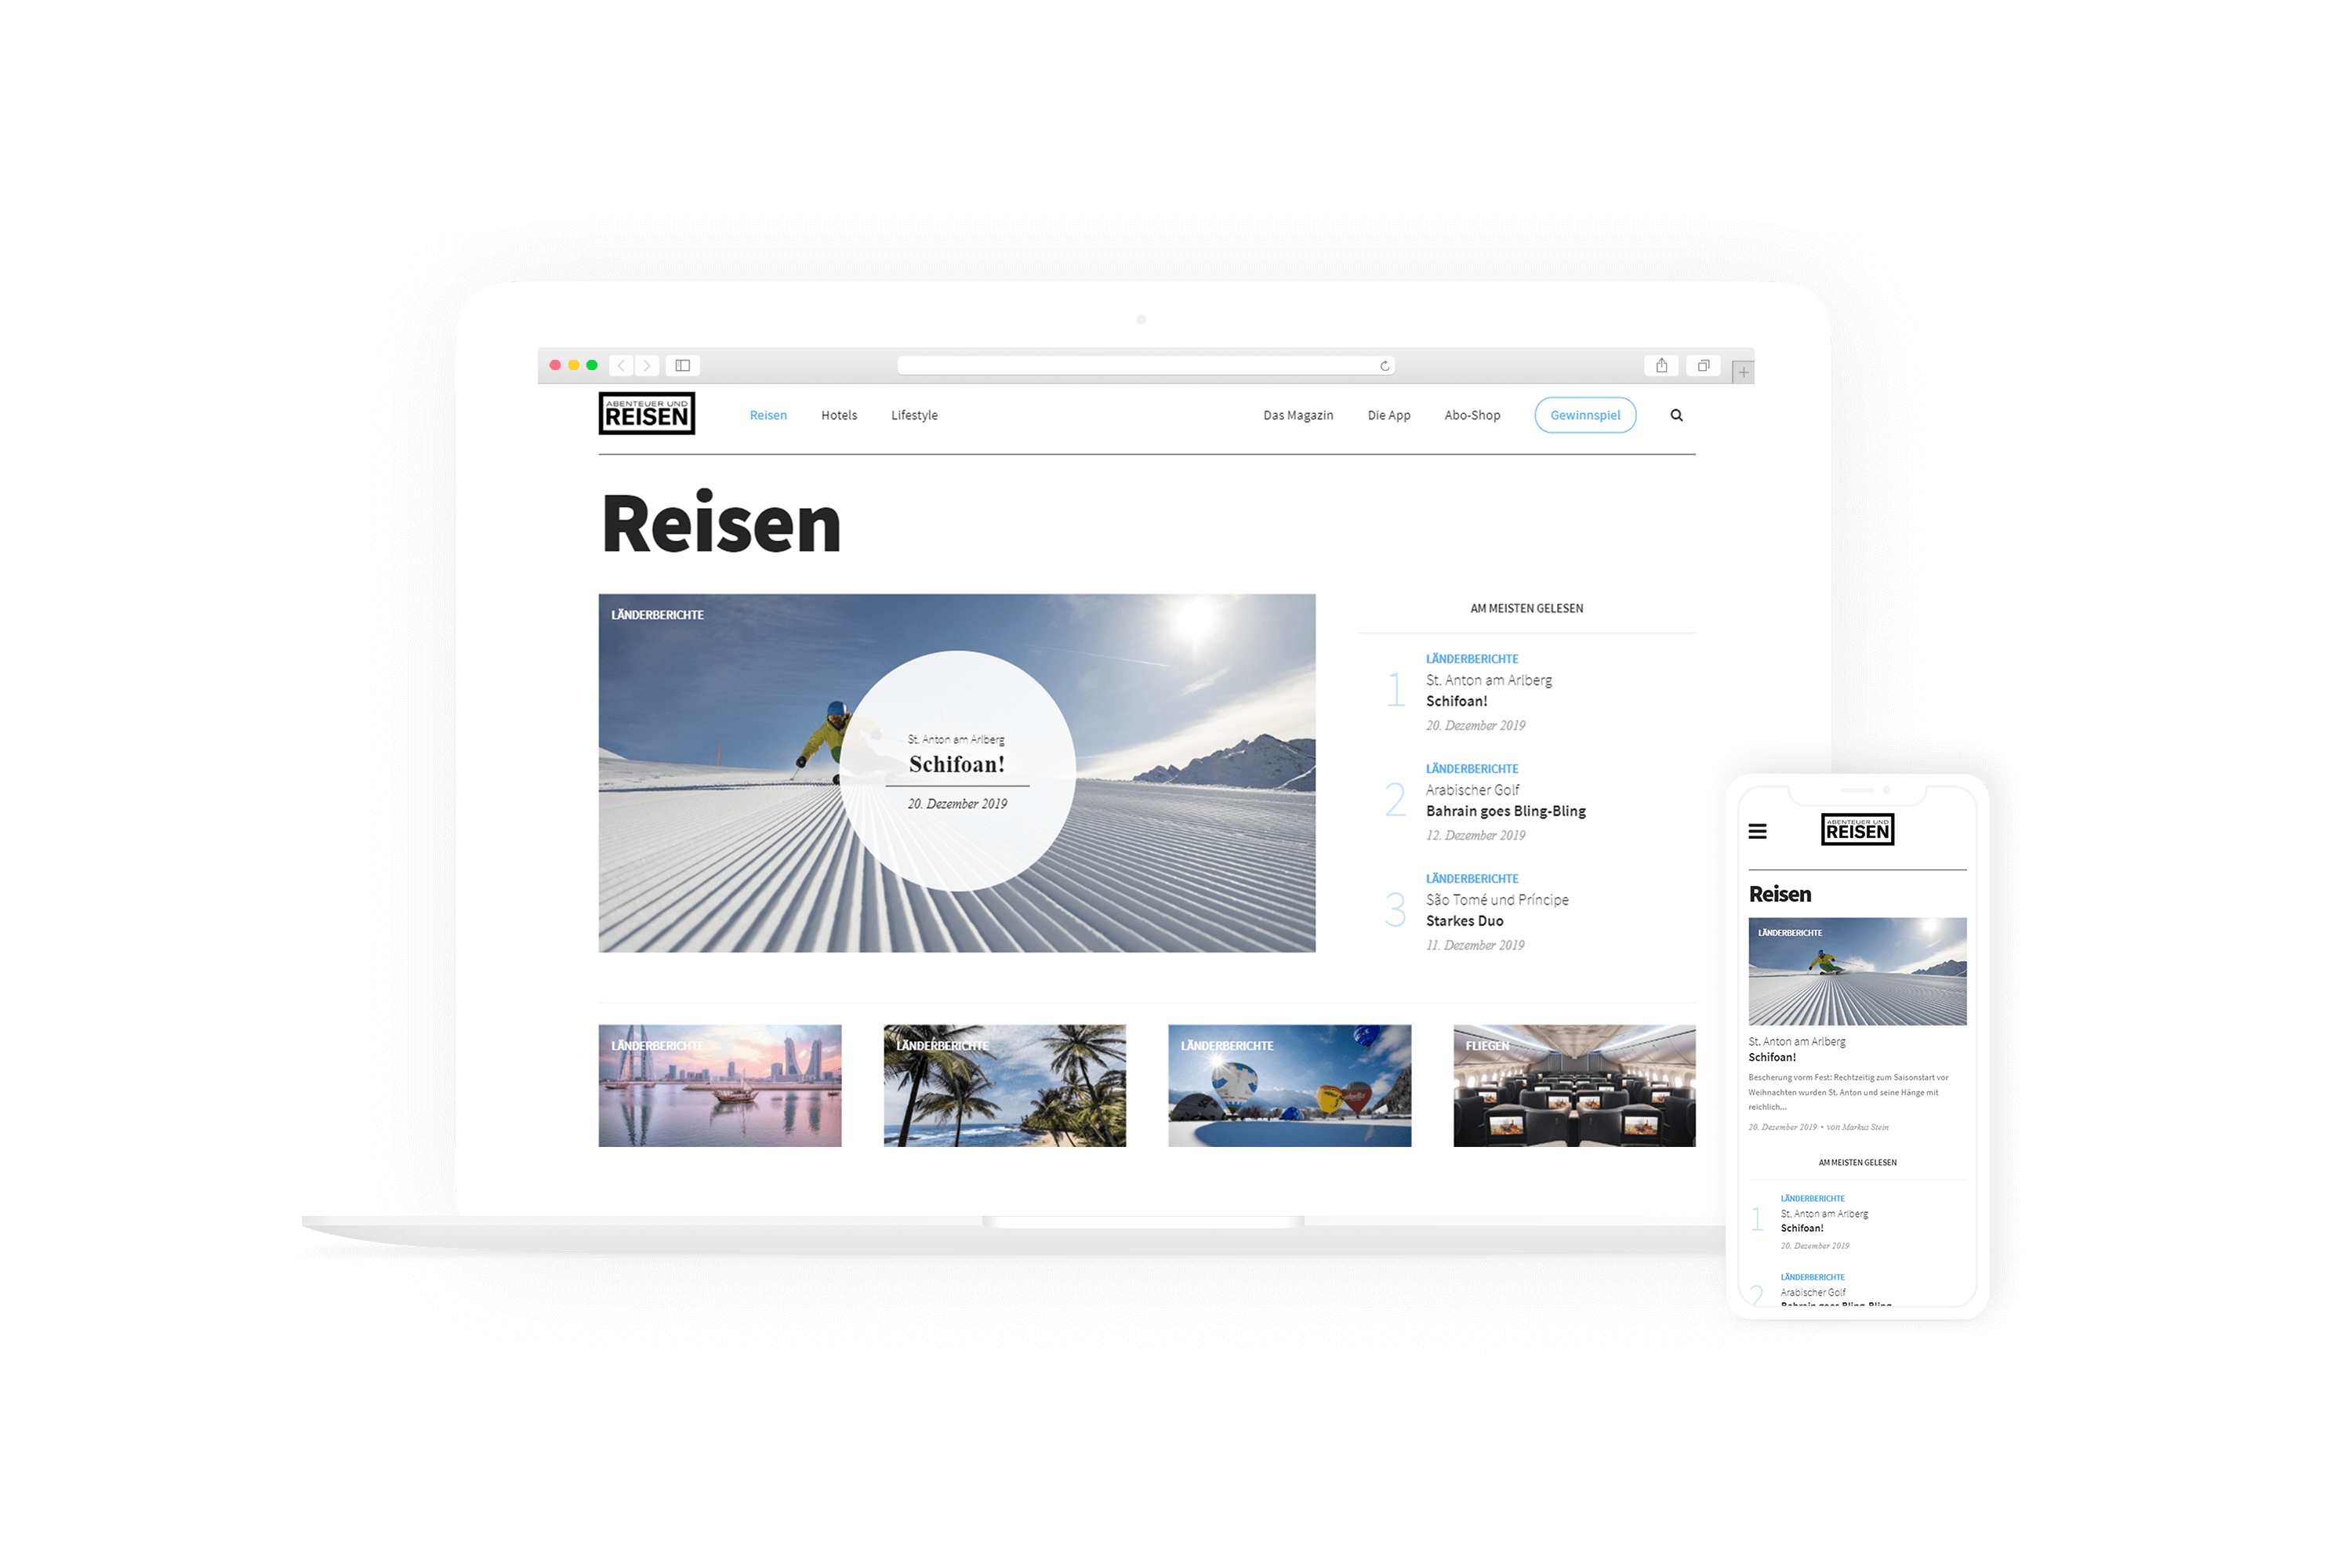 ABENTEUER UND
REISEN
Reisen
Hotels
Lifestyle
Das Magazin
Die App
Abo-Shop
Gewinnspiel
Reisen
LÄNDERBERICHTE
St. Anton am Arlberg
Schifoan!
20. Dezember 2019
AM MEISTEN GELESEN
1
LÄNDERBERICHTE
St. Anton am Arlberg
Schifoan!
20. Dezember 2019
2
LÄNDERBERICHTE
Arabischer Golf
Bahrain goes Bling-Bling
12. Dezember 2019
3
LÄNDERBERICHTE
São Tomé und Príncipe
Starkes Duo
11. Dezember 2019
LÄNDERBERICHTE
LÄNDERBERICHTE
LÄNDERBERICHTE
FLIEGEN
ABENTEUER UND
REISEN
Reisen
LÄNDERBERICHTE
St. Anton am Arlberg
Schifoan!
Bescherung vorm Fest: Rechtzeitig zum Saisonstart vor
Weihnachten wurden St. Anton und seine Hänge mit
reichlich...
20. Dezember 2019 • von Markus Stein
AM MEISTEN GELESEN
1
LÄNDERBERICHTE
St. Anton am Arlberg
Schifoan!
20. Dezember 2019
2
LÄNDERBERICHTE
Arabischer Golf
Bahrain goes Bling-Bling